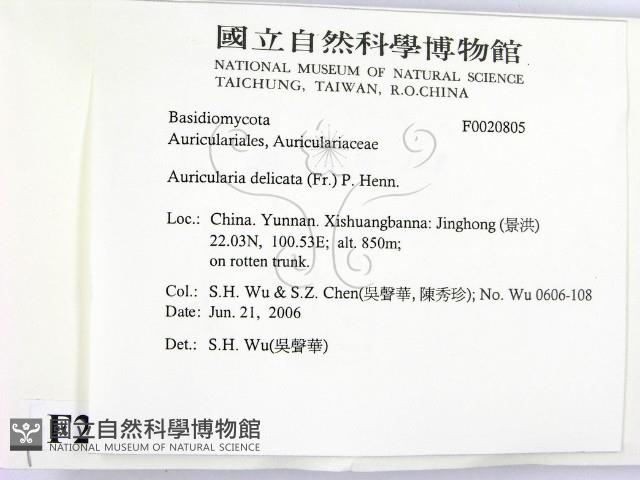 國立自然科學博物館
NATIONAL MUSEUM OF NATURAL SCIENCE
TAICHUNG, TAIWAN, R.O.CHINA
Basidiomycota F0020805
Auriculariales, Auriculariaceae
Auricularia delicata (Fr.) P. Henn.
Loc.: China. Yunnan. Xishuangbanna: Jinghong (景洪)
22.03N, 100.53E; alt. 850m;
on rotten trunk.
Col.: S.H. Wu & S.Z. Chen(吳聲華, 陳秀珍); No. Wu 0606-108
Date: Jun. 21, 2006
Det.: S.H. Wu(吳聲華)
F2
國立自然科學博物館
NATIONAL MUSEUM OF NATURAL SCIENCE